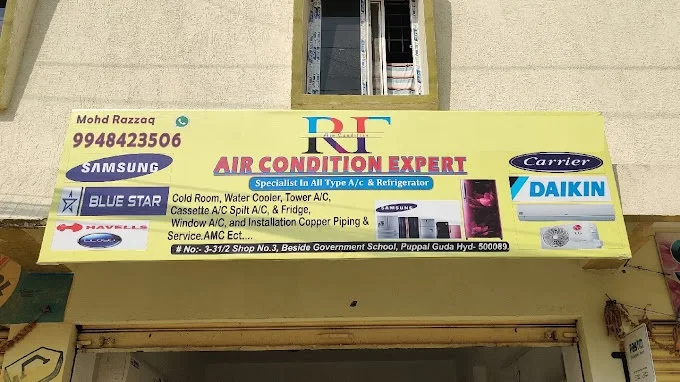 Mohd Razzaq
9948423506
RF
Air Condition
AIR CONDITION EXPERT
Specialist In All Type A/c & Refrigerator
SAMSUNG
BLUE STAR
HAVELLS
Cold Room, Water Cooler, Tower A/C,
Cassette A/C Spilt A/C, & Fridge,
Window A/C, and Installation Copper Piping &
Service.AMC Ect....
SAMSUNG
Carrier
DAIKIN
# No:- 3-31/2 Shop No.3, Beside Government School, Puppal Guda Hyd- 500089.